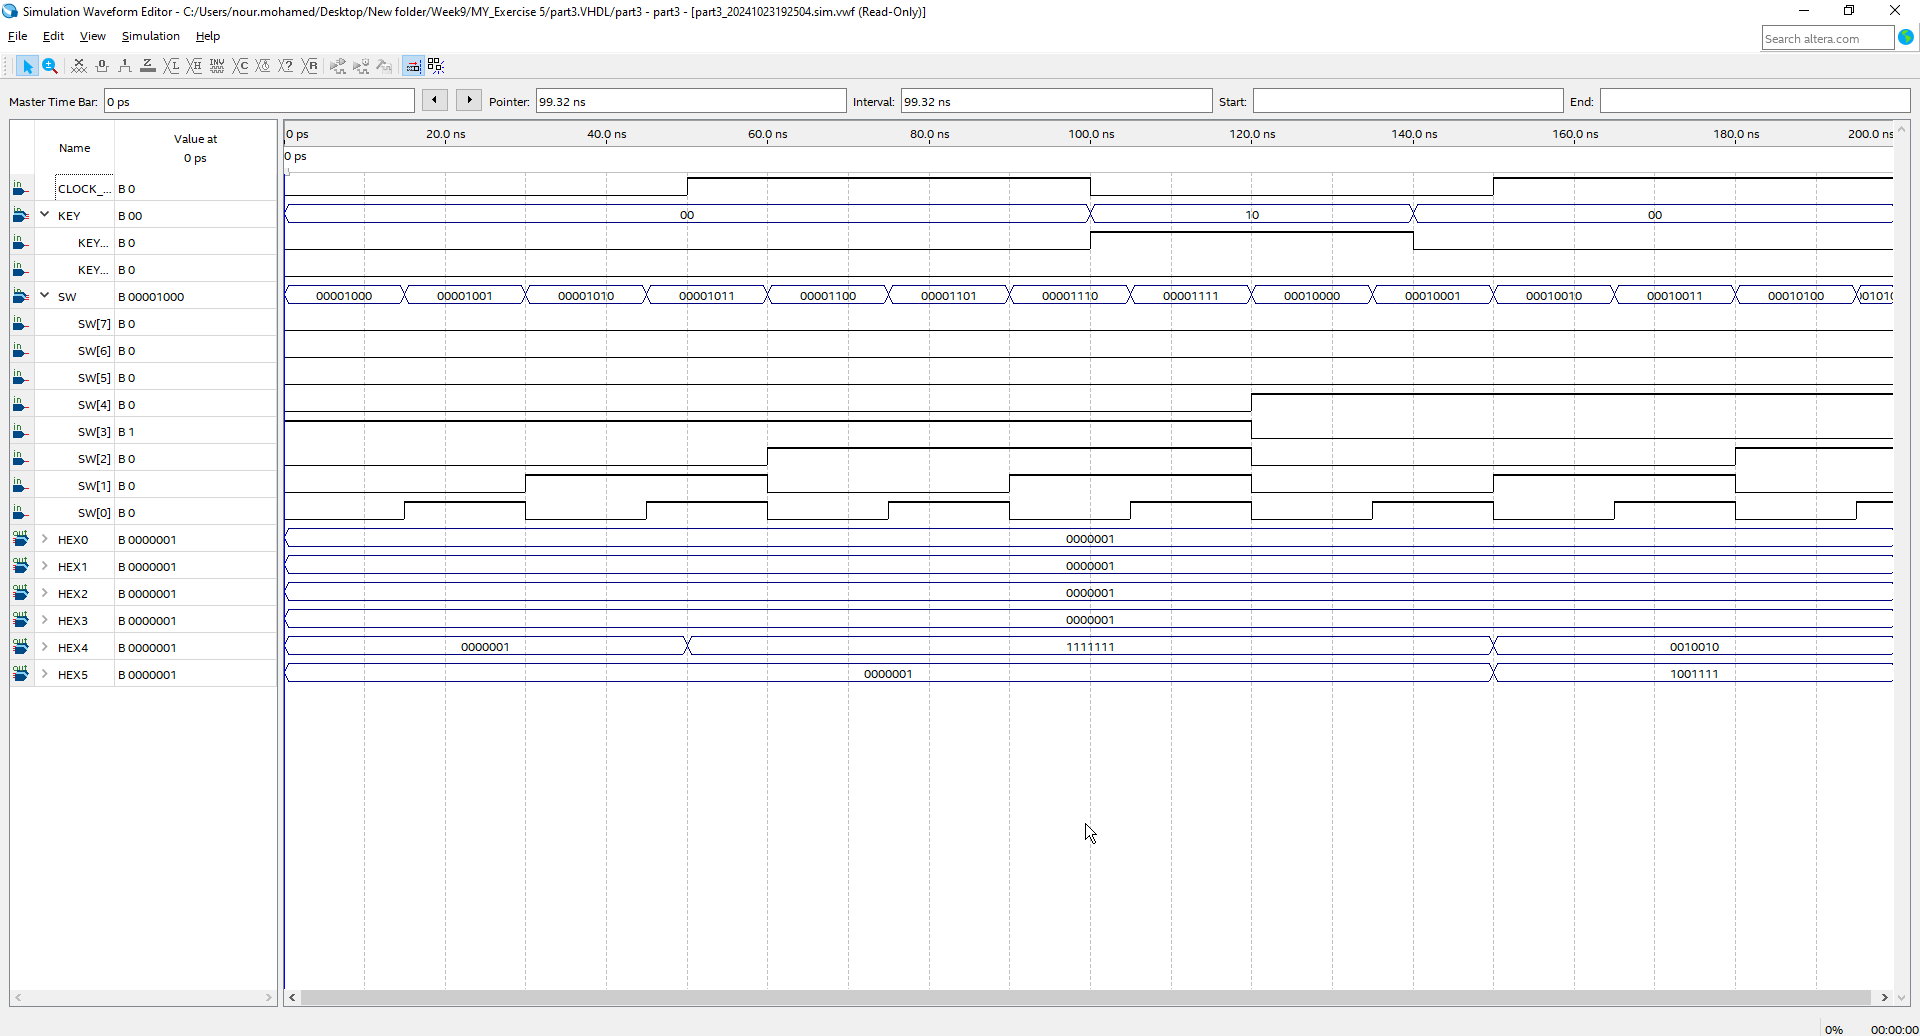 Simulation Waveform Editor - C:/Users/nour.mohamed/Desktop/New folder/Week9/MY_Exercise 5/part3.VHDL/part3 - part3 - [part3_20241023192504.sim.vwf (Read-Only)]
File Edit View Simulation Help
Search altera.com
Master Time Bar: 0 ps Pointer: 99.32 ns Interval: 99.32 ns Start: End:
Name Value at 0 ps
0 ps 20.0 ns 40.0 ns 60.0 ns 80.0 ns 100.0 ns 120.0 ns 140.0 ns 160.0 ns 180.0 ns 200.0 ns
0 ps
CLOCK_... B 0
KEY B 00 00 10 00
KEY... B 0
KEY... B 0
SW B 00001000 00001000 00001001 00001010 00001011 00001100 00001101 00001110 00001111 00010000 00010001 00010010 00010011 00010100
SW[7] B 0
SW[6] B 0
SW[5] B 0
SW[4] B 0
SW[3] B 1
SW[2] B 0
SW[1] B 0
SW[0] B 0
HEX0 B 0000001 0000001
HEX1 B 0000001 0000001
HEX2 B 0000001 0000001
HEX3 B 0000001 0000001
HEX4 B 0000001 0000001 1111111 0010010
HEX5 B 0000001 0000001 1001111
0% 00:00:00